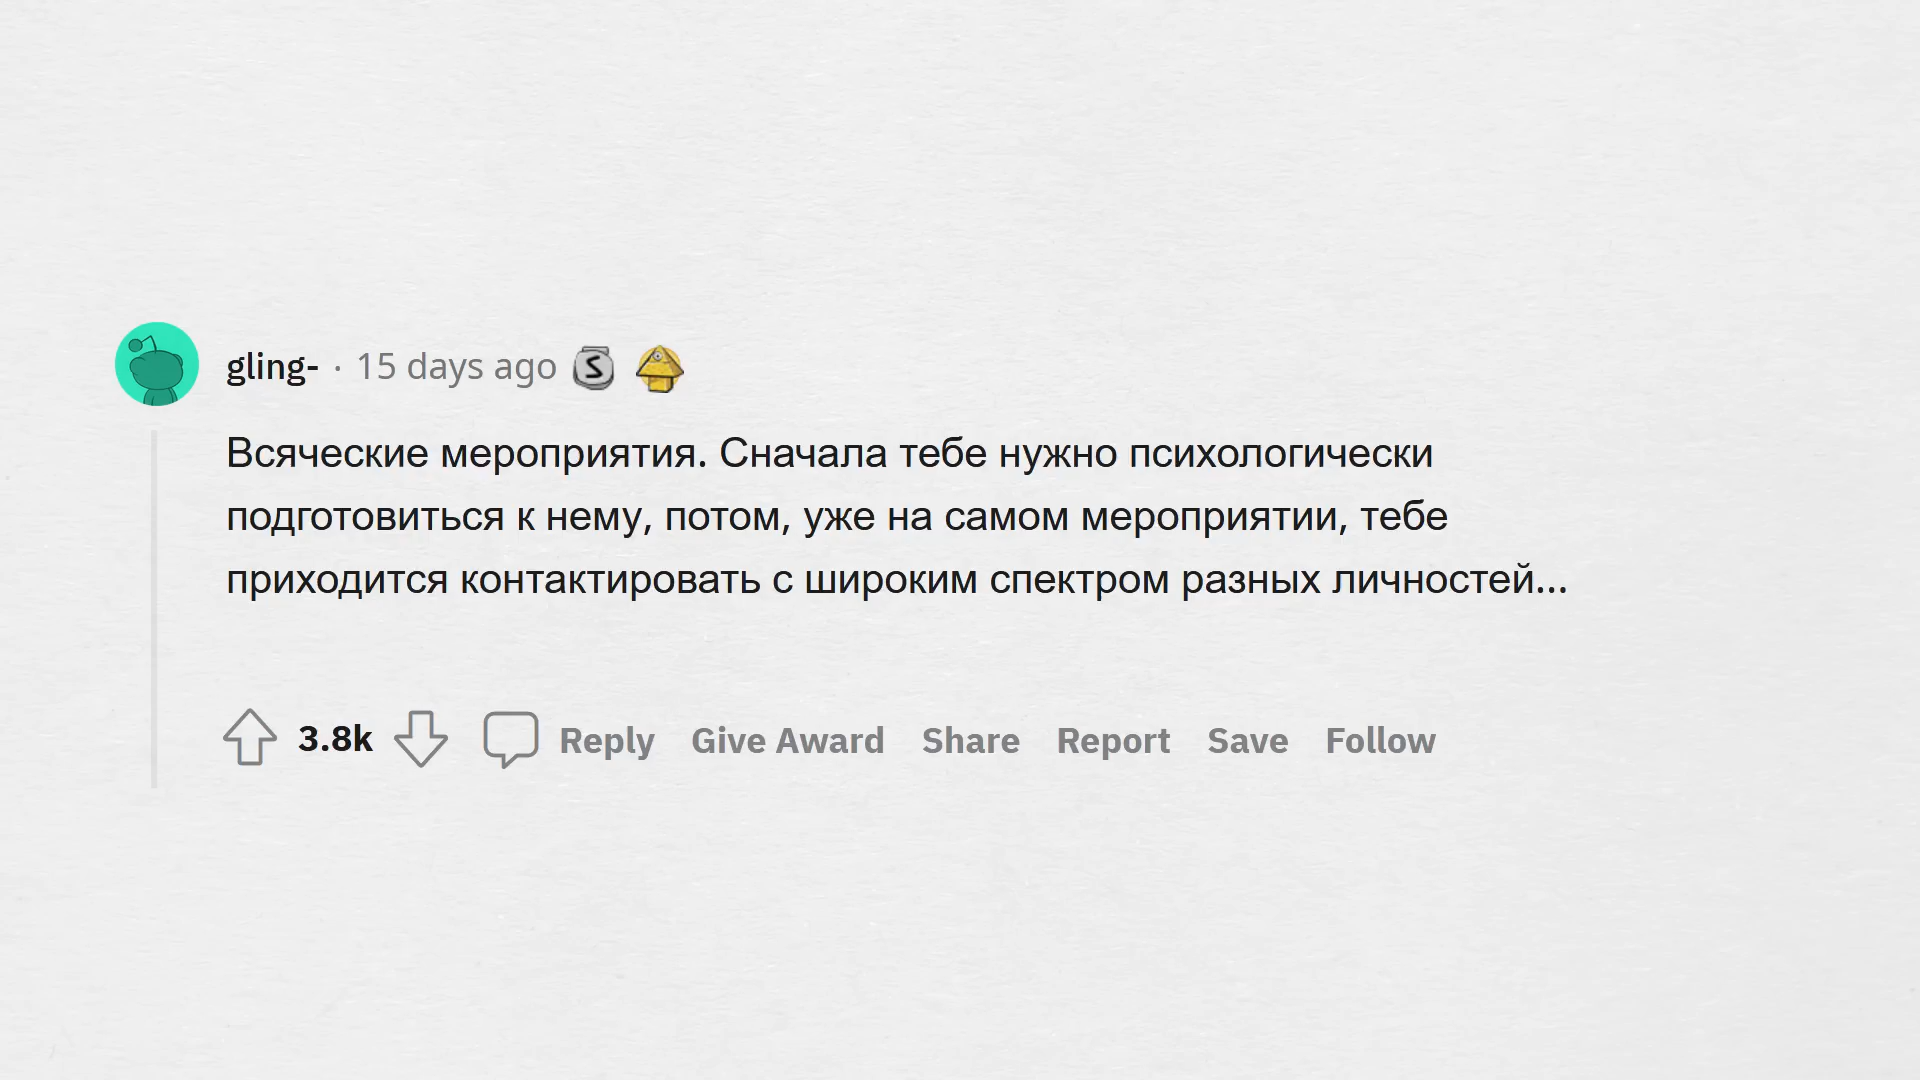 gling- · 15 days ago
Всяческие мероприятия. Сначала тебе нужно психологически
подготовиться к нему, потом, уже на самом мероприятии, тебе
приходится контактировать с широким спектром разных личностей...
3.8k Reply Give Award Share Report Save Follow